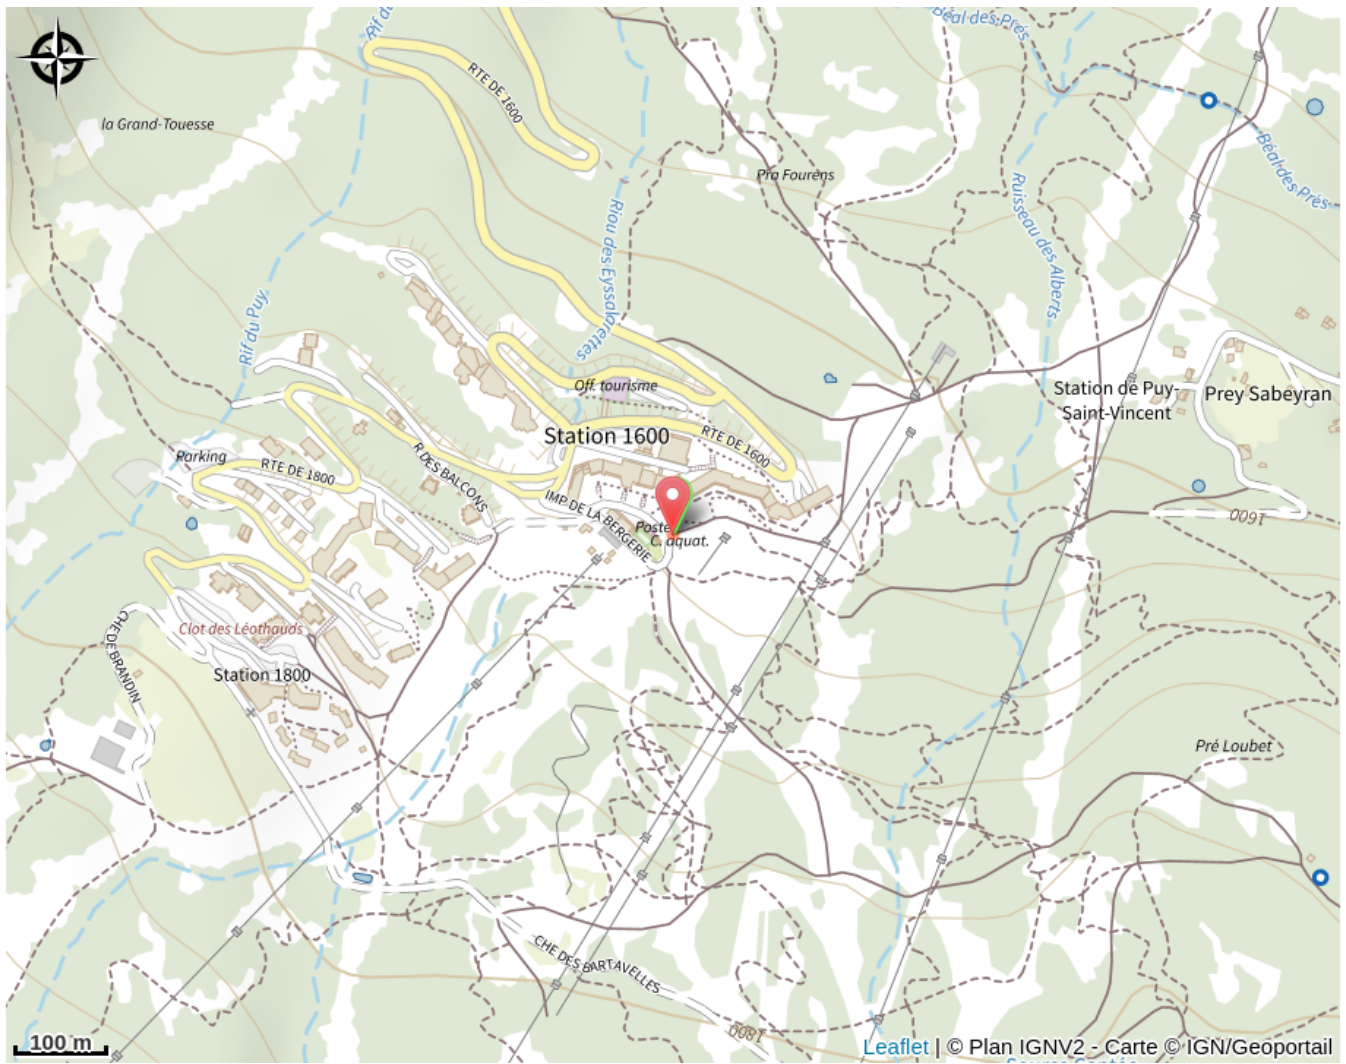 Rif du
Béal des Prés
RTE DE 1600
la Grand-Touesse
Béal des Prés
Pra Fourens
Ruisseau des Alberts
Riou des Eyssalarettes
Rif du Puy
Off. tourisme
Station de Puy-
Saint-Vincent
Prey Sabeyran
Station 1600
RTE DE 1600
Parking
RTE DE 1800
R DES BALCONS
IMP DE LA BERGERIE
Poste
C. aquat.
1600
CHE DE BRANDIN
Clot des Léothauds
Station 1800
Pré Loubet
CHE DES BARTAVELLES
1800
100 m
Leaflet | © Plan IGNV2 - Carte © IGN/Geoportail